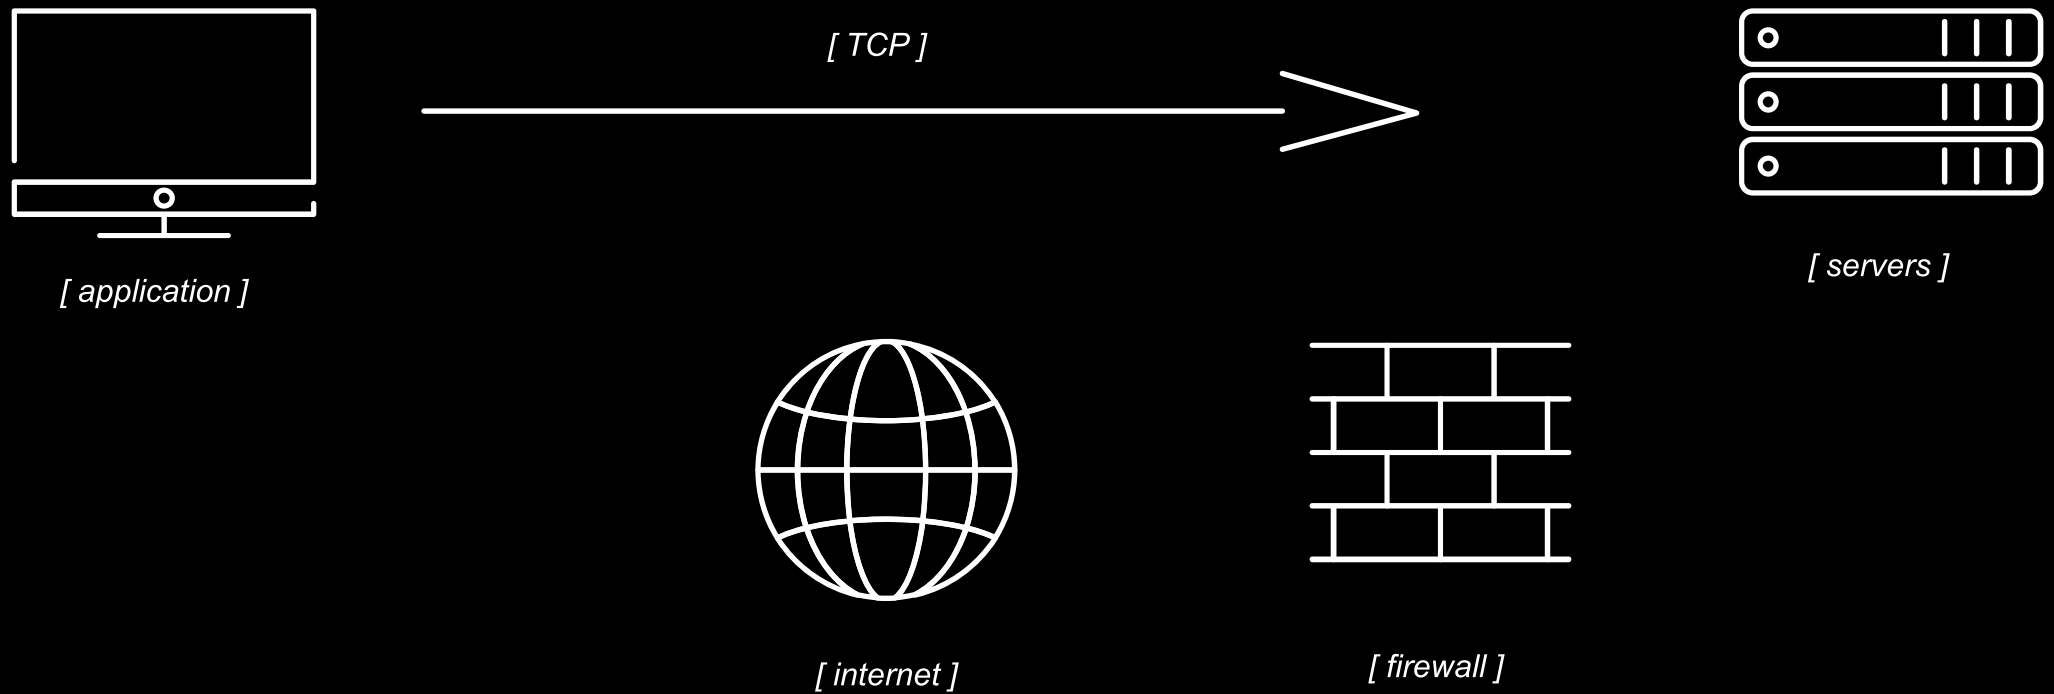 [ TCP ]
[ application ]
[ servers ]
[ internet ]
[ firewall ]